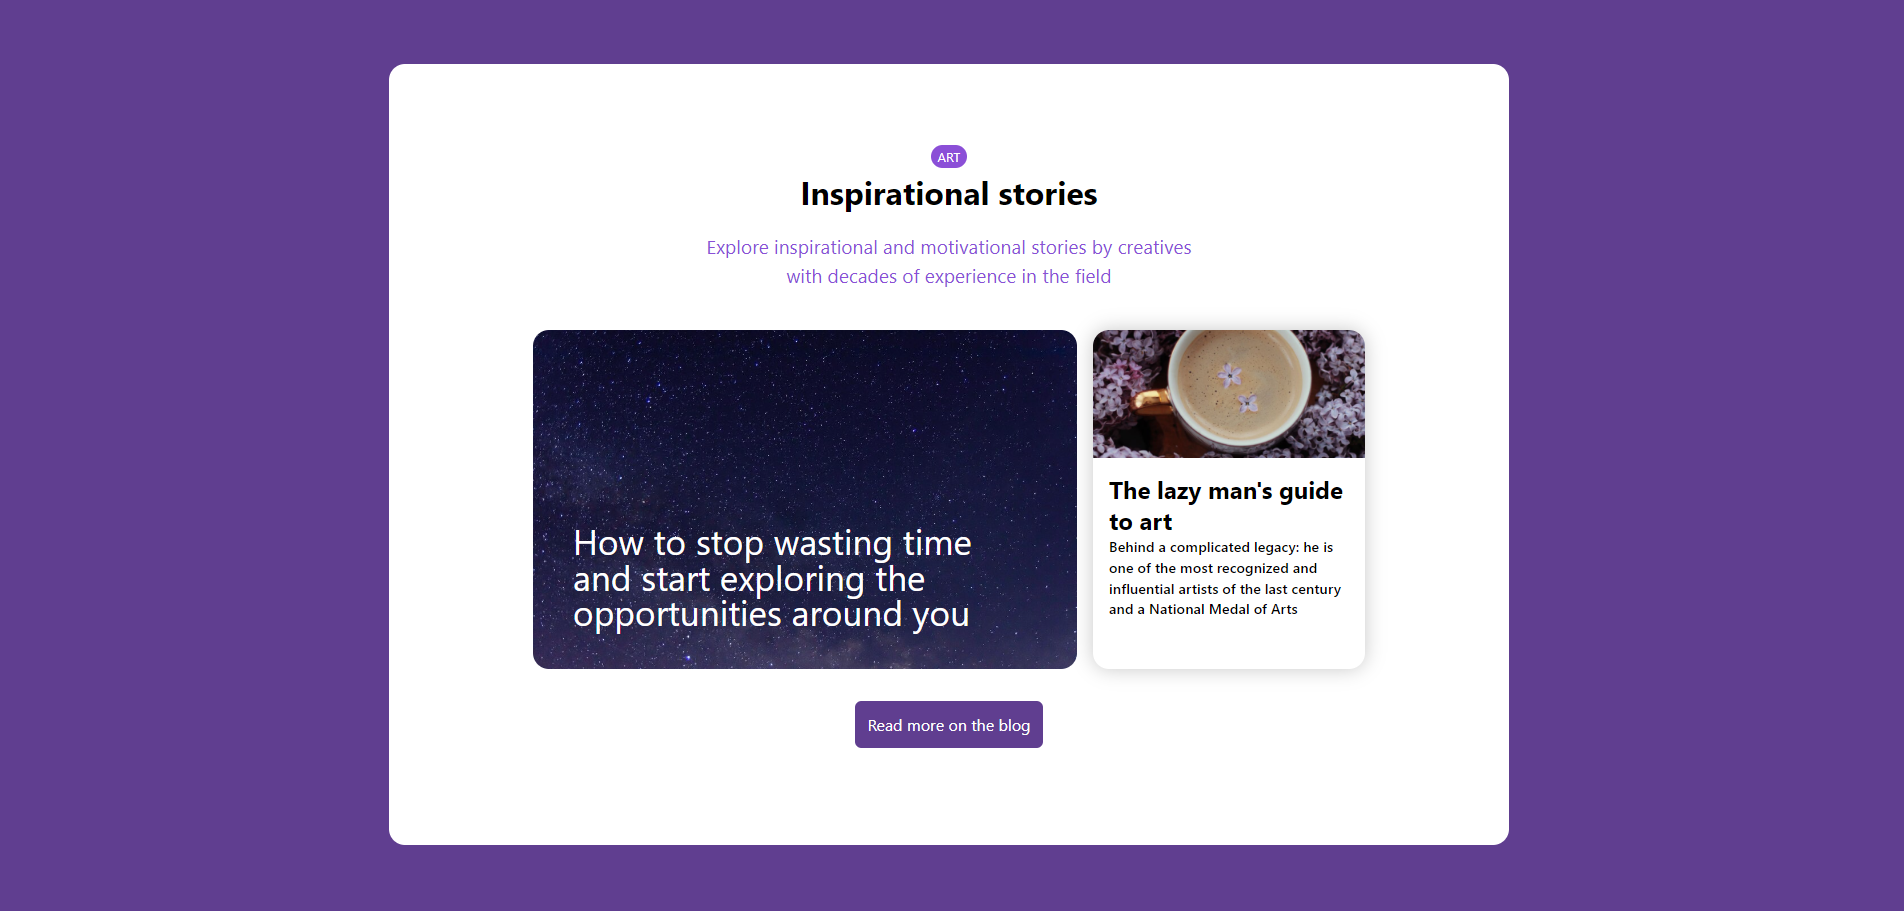 ART
Inspirational stories
Explore inspirational and motivational stories by creatives
with decades of experience in the field
How to stop wasting time
and start exploring the
opportunities around you
The lazy man's guide
to art
Behind a complicated legacy: he is
one of the most recognized and
influential artists of the last century
and a National Medal of Arts
Read more on the blog